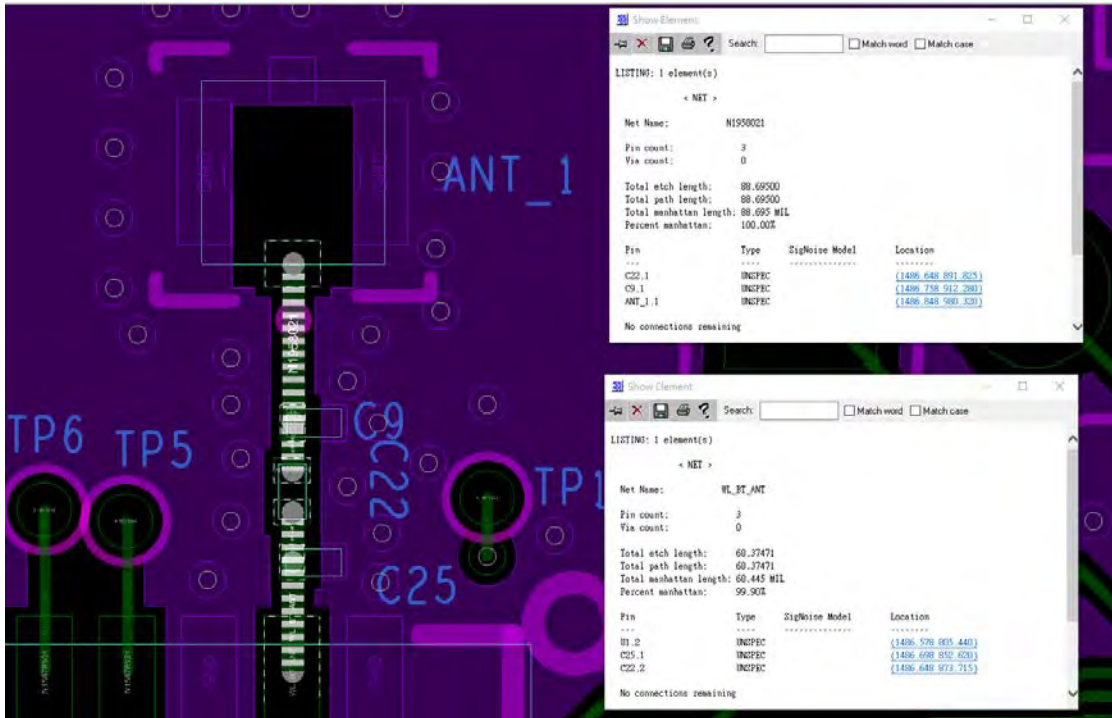 Show Element
Search: Match word Match case
LISTING: 1 element(s)
< NET >
Net Name: N1958021
Pin count: 3
Via count: 0
Total etch length: 88.69500
Total path length: 88.69500
Total manhattan length: 88.695 MIL
Percent manhattan: 100.00%
Pin Type SigNoise Model Location
--- ---- -------------- --------
C22.1 UNSPEC (1486.648 891.825)
C9.1 UNSPEC (1486.758 912.280)
ANT_1.1 UNSPEC (1486.848 980.320)
No connections remaining
ANT_1
N1958021
C9
C22
TP6
TP5
TP1
C25
Show Element
Search: Match word Match case
LISTING: 1 element(s)
< NET >
Net Name: WL_BT_ANT
Pin count: 3
Via count: 0
Total etch length: 60.37471
Total path length: 60.37471
Total manhattan length: 60.445 MIL
Percent manhattan: 99.90%
Pin Type SigNoise Model Location
--- ---- -------------- --------
U1.2 UNSPEC (1486.578 805.440)
C25.1 UNSPEC (1486.698 852.620)
C22.2 UNSPEC (1486.648 873.715)
No connections remaining